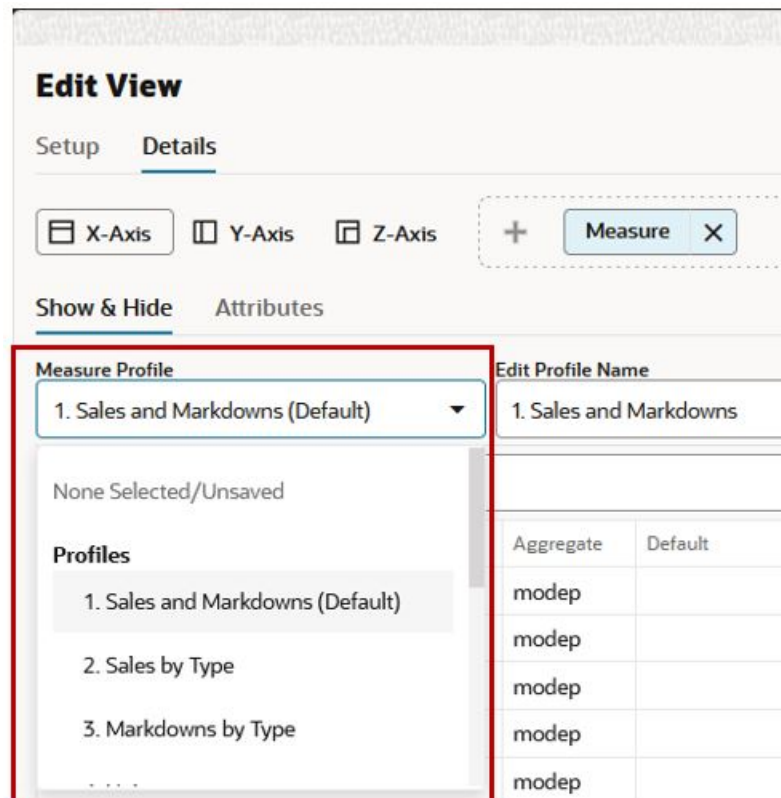 Edit View
Setup Details
X-Axis Y-Axis Z-Axis + Measure X
Show & Hide Attributes
Measure Profile Edit Profile Name
1. Sales and Markdowns (Default) 1. Sales and Markdowns
None Selected/Unsaved
Aggregate Default
Profiles
1. Sales and Markdowns (Default) modep
modep
2. Sales by Type
modep
3. Markdowns by Type modep
modep